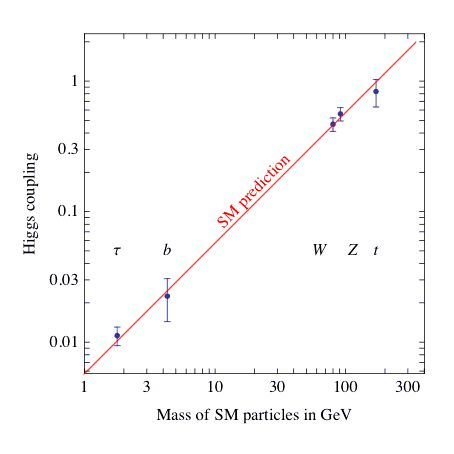 1
0.3
0.1
0.03
0.01
Higgs coupling
SM prediction
τ b W Z t
1 3 10 30 100 300
Mass of SM particles in GeV